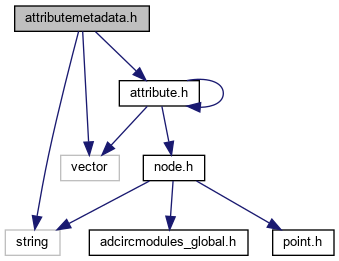 attributemetadata.h
attribute.h
vector
node.h
string
adcircmodules_global.h
point.h